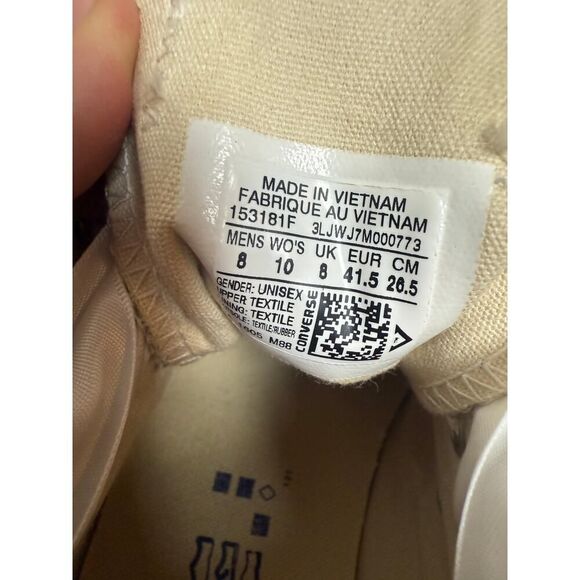 MADE IN VIETNAM
FABRIQUE AU VIETNAM
153181F 3LJWJ7M000773
MENS WO'S UK EUR CM
8 10 8 41.5 26.5
GENDER: UNISEX
UPPER TEXTILE
LINING: TEXTILE
TEXTILE/RUBBER
M88
CONVERSE